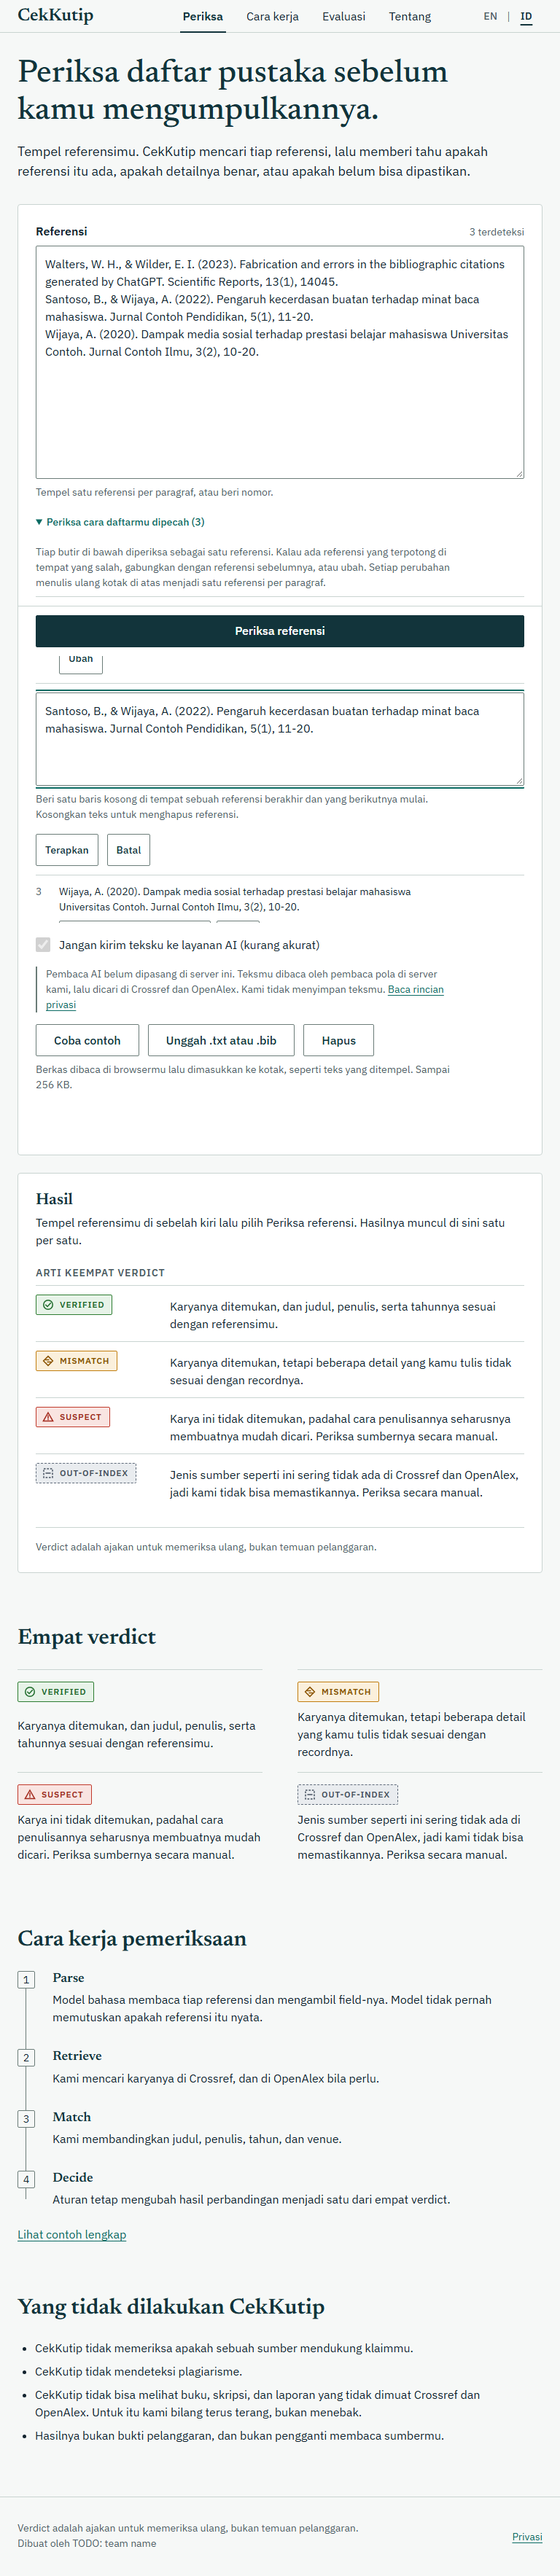 CekKutip
Periksa
Cara kerja
Evaluasi
Tentang
EN | ID
Periksa daftar pustaka sebelum
kamu mengumpulkannya.
Tempel referensimu. CekKutip mencari tiap referensi, lalu memberi tahu apakah
referensi itu ada, apakah detailnya benar, atau apakah belum bisa dipastikan.
Referensi
3 terdeteksi
Walters, W. H., & Wilder, E. I. (2023). Fabrication and errors in the bibliographic citations
generated by ChatGPT. Scientific Reports, 13(1), 14045.
Santoso, B., & Wijaya, A. (2022). Pengaruh kecerdasan buatan terhadap minat baca
mahasiswa. Jurnal Contoh Pendidikan, 5(1), 11-20.
Wijaya, A. (2020). Dampak media sosial terhadap prestasi belajar mahasiswa Universitas
Contoh. Jurnal Contoh Ilmu, 3(2), 10-20.
Tempel satu referensi per paragraf, atau beri nomor.
▼ Periksa cara daftarmu dipecah (3)
Tiap butir di bawah diperiksa sebagai satu referensi. Kalau ada referensi yang terpotong di
tempat yang salah, gabungkan dengan referensi sebelumnya, atau ubah. Setiap perubahan
menulis ulang kotak di atas menjadi satu referensi per paragraf.
Periksa referensi
Ubah
Santoso, B., & Wijaya, A. (2022). Pengaruh kecerdasan buatan terhadap minat baca
mahasiswa. Jurnal Contoh Pendidikan, 5(1), 11-20.
Beri satu baris kosong di tempat sebuah referensi berakhir dan yang berikutnya mulai.
Kosongkan teks untuk menghapus referensi.
Terapkan
Batal
3 Wijaya, A. (2020). Dampak media sosial terhadap prestasi belajar mahasiswa
Universitas Contoh. Jurnal Contoh Ilmu, 3(2), 10-20.
Jangan kirim teksku ke layanan AI (kurang akurat)
Pembaca AI belum dipasang di server ini. Teksmu dibaca oleh pembaca pola di server
kami, lalu dicari di Crossref dan OpenAlex. Kami tidak menyimpan teksmu. Baca rincian
privasi
Coba contoh
Unggah .txt atau .bib
Hapus
Berkas dibaca di browsermu lalu dimasukkan ke kotak, seperti teks yang ditempel. Sampai
256 KB.
Hasil
Tempel referensimu di sebelah kiri lalu pilih Periksa referensi. Hasilnya muncul di sini satu
per satu.
ARTI KEEMPAT VERDICT
VERIFIED
Karyanya ditemukan, dan judul, penulis, serta tahunnya sesuai
dengan referensimu.
MISMATCH
Karyanya ditemukan, tetapi beberapa detail yang kamu tulis tidak
sesuai dengan recordnya.
SUSPECT
Karya ini tidak ditemukan, padahal cara penulisannya seharusnya
membuatnya mudah dicari. Periksa sumbernya secara manual.
OUT-OF-INDEX
Jenis sumber seperti ini sering tidak ada di Crossref dan OpenAlex,
jadi kami tidak bisa memastikannya. Periksa secara manual.
Verdict adalah ajakan untuk memeriksa ulang, bukan temuan pelanggaran.
Empat verdict
VERIFIED
Karyanya ditemukan, dan judul, penulis, serta
tahunnya sesuai dengan referensimu.
MISMATCH
Karyanya ditemukan, tetapi beberapa detail
yang kamu tulis tidak sesuai dengan
recordnya.
SUSPECT
Karya ini tidak ditemukan, padahal cara
penulisannya seharusnya membuatnya mudah
dicari. Periksa sumbernya secara manual.
OUT-OF-INDEX
Jenis sumber seperti ini sering tidak ada di
Crossref dan OpenAlex, jadi kami tidak bisa
memastikannya. Periksa secara manual.
Cara kerja pemeriksaan
1 Parse
Model bahasa membaca tiap referensi dan mengambil field-nya. Model tidak pernah
memutuskan apakah referensi itu nyata.
2 Retrieve
Kami mencari karyanya di Crossref, dan di OpenAlex bila perlu.
3 Match
Kami membandingkan judul, penulis, tahun, dan venue.
4 Decide
Aturan tetap mengubah hasil perbandingan menjadi satu dari empat verdict.
Lihat contoh lengkap
Yang tidak dilakukan CekKutip
• CekKutip tidak memeriksa apakah sebuah sumber mendukung klaimmu.
• CekKutip tidak mendeteksi plagiarisme.
• CekKutip tidak bisa melihat buku, skripsi, dan laporan yang tidak dimuat Crossref dan
OpenAlex. Untuk itu kami bilang terus terang, bukan menebak.
• Hasilnya bukan bukti pelanggaran, dan bukan pengganti membaca sumbermu.
Verdict adalah ajakan untuk memeriksa ulang, bukan temuan pelanggaran.
Dibuat oleh TODO: team name
Privasi